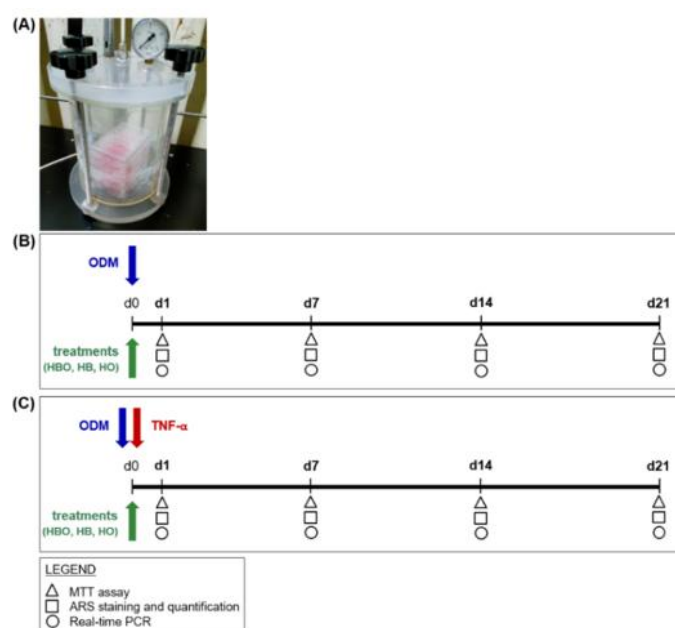 (A)
(B)
ODM
d0 d1 d7 d14 d21
treatments
(HBO, HB, HO)
(C)
ODM TNF-α
d0 d1 d7 d14 d21
treatments
(HBO, HB, HO)
LEGEND
MTT assay
ARS staining and quantification
Real-time PCR